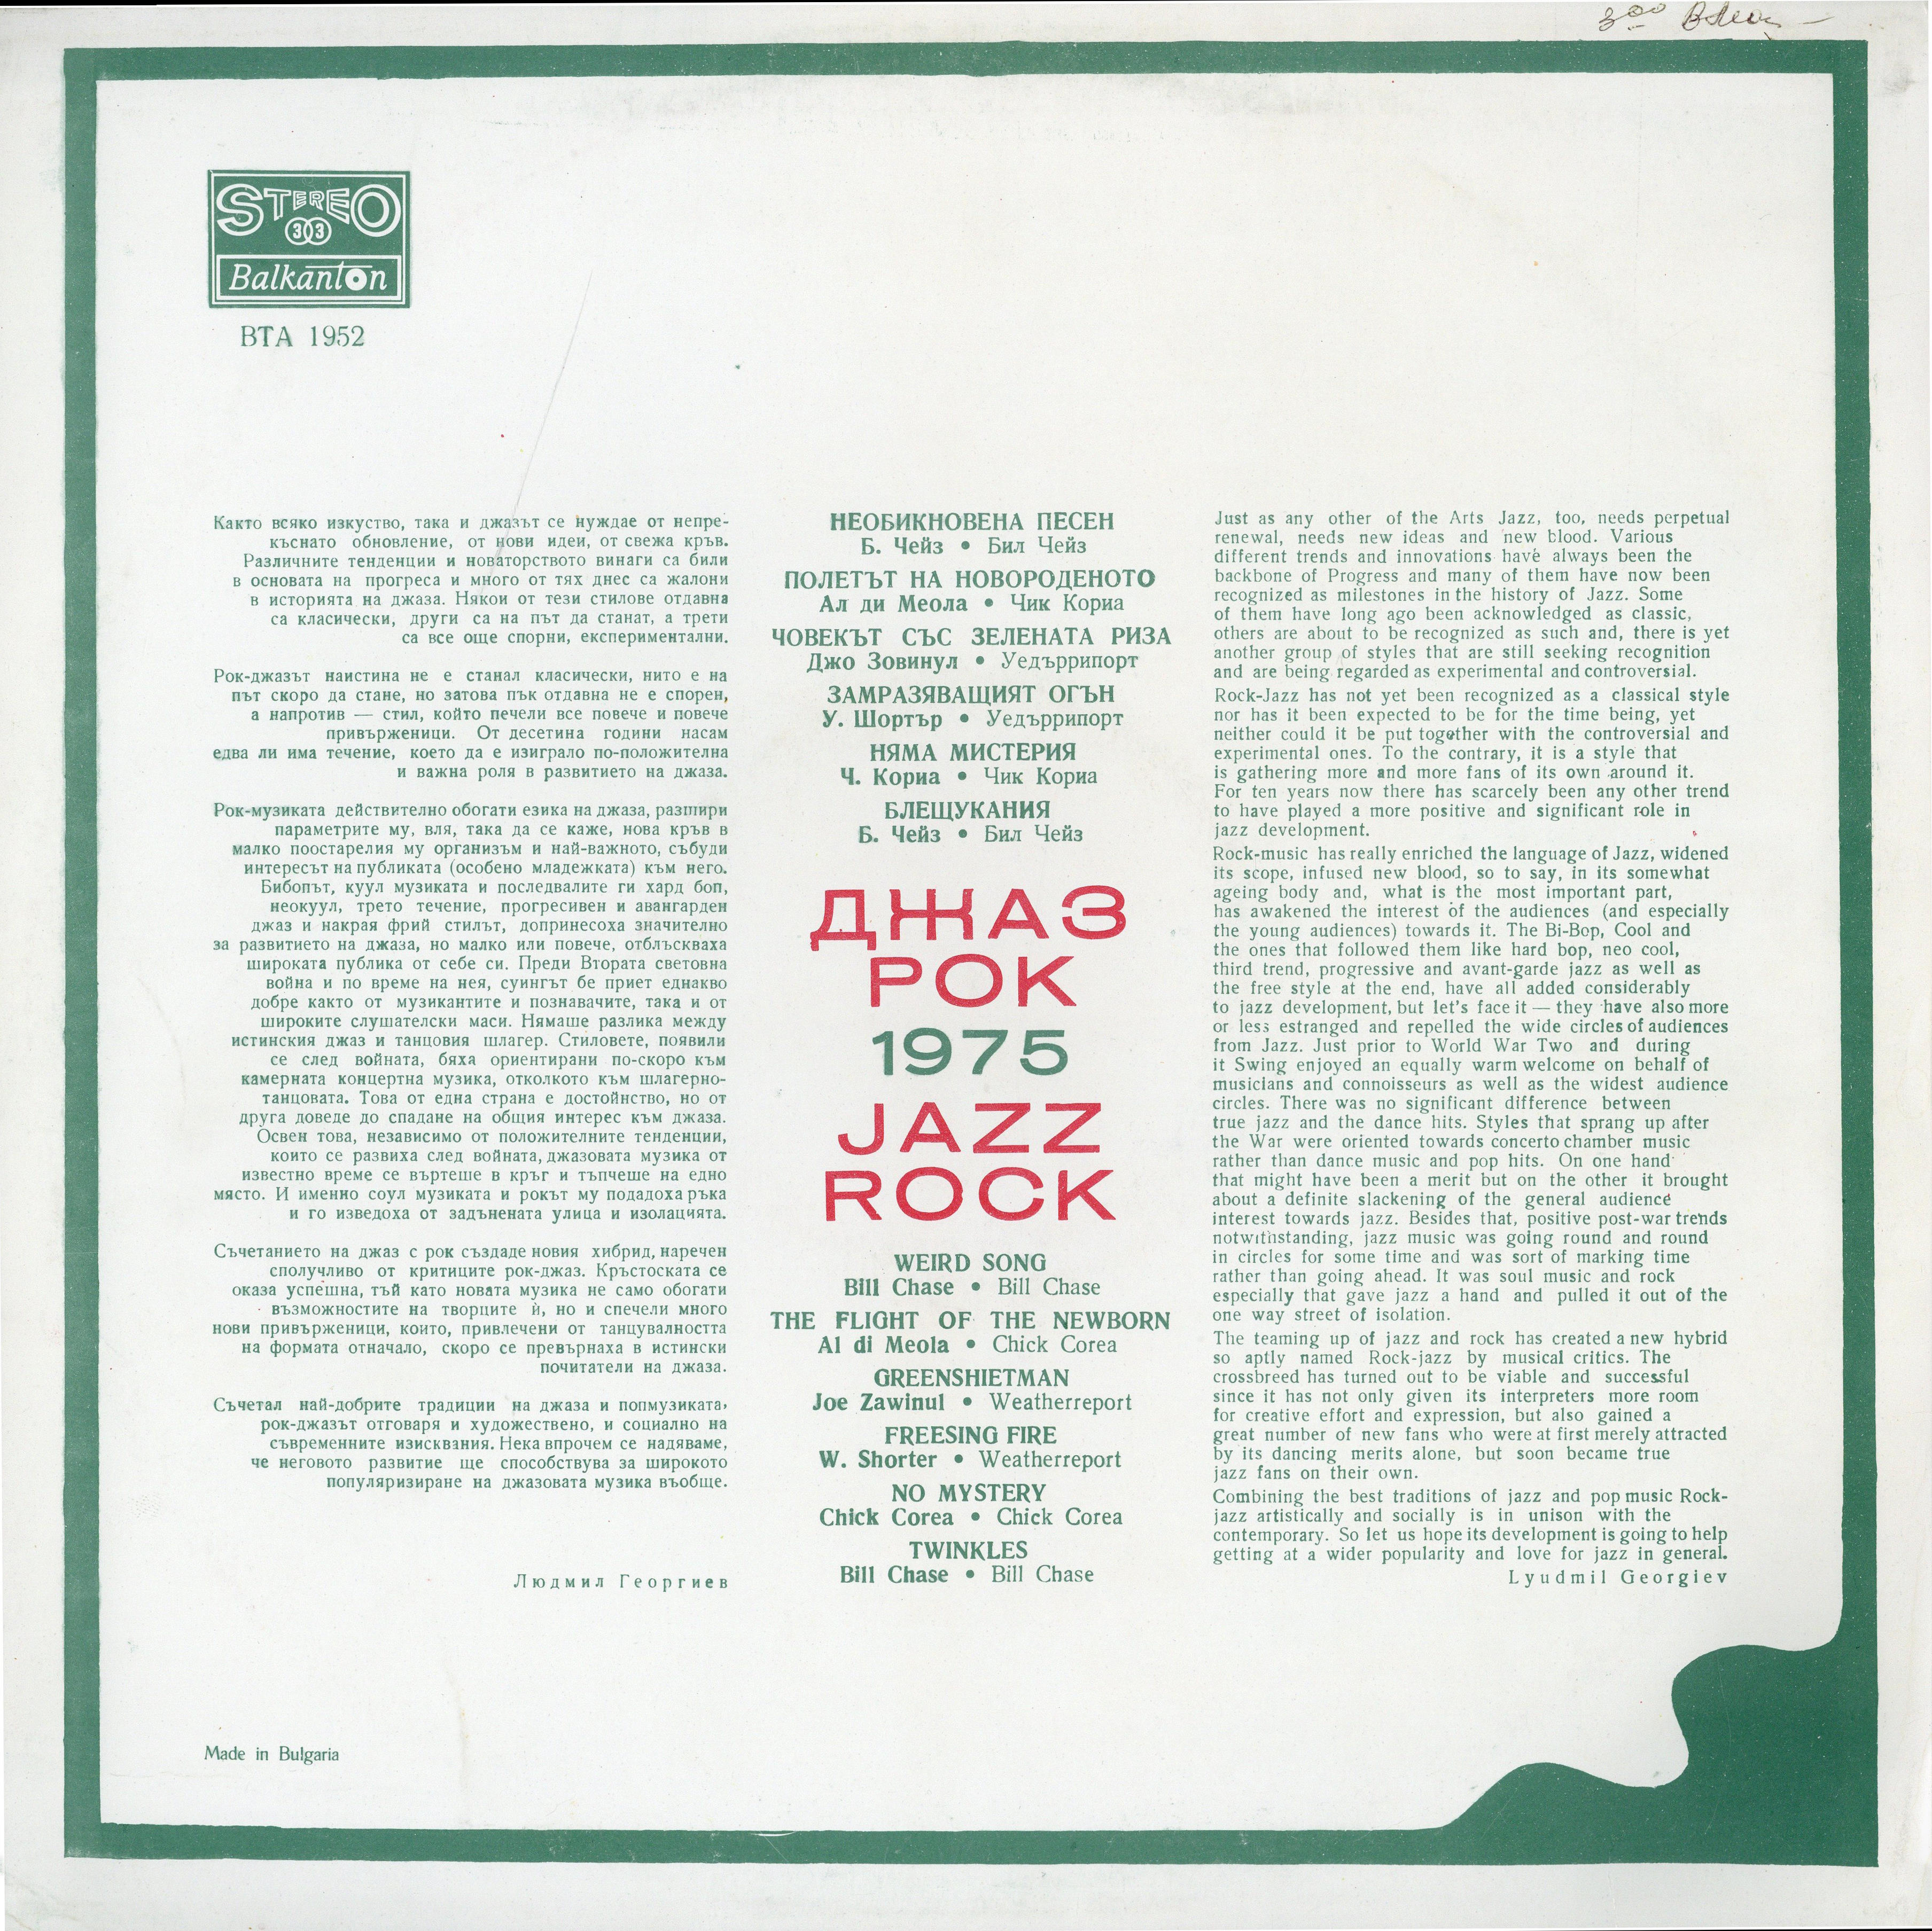 STEREO
33
Balkanton
ВТА 1952
Както всяко изкуство, така и джазът се нуждае от непре-
къснато обновление, от нови идеи, от свежа кръв.
Различните тенденции и новаторството винаги са били
в основата на прогреса и много от тях днес са жалони
в историята на джаза. Някои от тези стилове отдавна
са класически, други са на път да станат, а трети
са все още спорни, експериментални.
Рок-джазът наистина не е станал класически, нито е на
път скоро да стане, но затова пък отдавна не е спорен,
а напротив — стил, който печели все повече и повече
привърженици. От десетина години насам
едва ли има течение, което да е изиграло по-положителна
и важна роля в развитието на джаза.
Рок-музиката действително обогати езика на джаза, разшири
параметрите му, вля, така да се каже, нова кръв в
малко поостарелия му организъм и най-важното, събуди
интересът на публиката (особено младежката) към него.
Бибопът, куул музиката и последвалите ги хард боп,
неокуул, трето течение, прогресивен и авангарден
джаз и накрая фрий стилът, допринесоха значително
за развитието на джаза, но малко или повече, отблъскваха
широката публика от себе си. Преди Втората световна
война и по време на нея, суингът бе приет еднакво
добре както от музикантите и познавачите, така и от
широките слушателски маси. Нямаше разлика между
истинския джаз и танцовия шлагер. Стиловете, появили
се след войната, бяха ориентирани по-скоро към
камерната концертна музика, отколкото към шлагерно-
танцовата. Това от една страна е достойнство, но от
друга доведе до спадане на общия интерес към джаза.
Освен това, независимо от положителните тенденции,
които се развиха след войната, джазовата музика от
известно време се въртеше в кръг и тъпчеше на едно
място. И именно соул музиката и рокът му подадоха ръка
и го изведоха от задънената улица и изолацията.
Съчетанието на джаз с рок създаде новия хибрид, наречен
сполучливо от критиците рок-джаз. Кръстоската се
оказа успешна, тъй като новата музика не само обогати
възможностите на творците ѝ, но и спечели много
нови привърженици, които, привлечени от танцувалността
на формата отначало, скоро се превърнаха в истински
почитатели на джаза.
Съчетал най-добрите традиции на джаза и попмузиката,
рок-джазът отговаря и художествено, и социално на
съвременните изисквания. Нека впрочем се надяваме,
че неговото развитие ще способствува за широкото
популяризиране на джазовата музика въобще.
Людмил Георгиев
Made in Bulgaria
НЕОБИКНОВЕНА ПЕСЕН
Б. Чейз • Бил Чейз
ПОЛЕТЪТ НА НОВОРОДЕНОТО
Ал ди Меола • Чик Кориа
ЧОВЕКЪТ СЪС ЗЕЛЕНАТА РИЗА
Джо Зовинул • Уедъррипорт
ЗАМРАЗЯВАЩИЯТ ОГЪН
У. Шортър • Уедъррипорт
НЯМА МИСТЕРИЯ
Ч. Кориа • Чик Кориа
БЛЕЩУКАНИЯ
Б. Чейз • Бил Чейз
ДЖАЗ
РОК
1975
JAZZ
ROCK
WEIRD SONG
Bill Chase • Bill Chase
THE FLIGHT OF THE NEWBORN
Al di Meola • Chick Corea
GREENSHIETMAN
Joe Zawinul • Weatherreport
FREESING FIRE
W. Shorter • Weatherreport
NO MYSTERY
Chick Corea • Chick Corea
TWINKLES
Bill Chase • Bill Chase
Just as any other of the Arts Jazz, too, needs perpetual
renewal, needs new ideas and new blood. Various
different trends and innovations have always been the
backbone of Progress and many of them have now been
recognized as milestones in the history of Jazz. Some
of them have long ago been acknowledged as classic,
others are about to be recognized as such and, there is yet
another group of styles that are still seeking recognition
and are being regarded as experimental and controversial.
Rock-Jazz has not yet been recognized as a classical style
nor has it been expected to be for the time being, yet
neither could it be put together with the controversial and
experimental ones. To the contrary, it is a style that
is gathering more and more fans of its own around it.
For ten years now there has scarcely been any other trend
to have played a more positive and significant role in
jazz development.
Rock-music has really enriched the language of Jazz, widened
its scope, infused new blood, so to say, in its somewhat
ageing body and, what is the most important part,
has awakened the interest of the audiences (and especially
the young audiences) towards it. The Bi-Bop, Cool and
the ones that followed them like hard bop, neo cool,
third trend, progressive and avant-garde jazz as well as
the free style at the end, have all added considerably
to jazz development, but let's face it — they have also more
or less estranged and repelled the wide circles of audiences
from Jazz. Just prior to World War Two and during
it Swing enjoyed an equally warm welcome on behalf of
musicians and connoisseurs as well as the widest audience
circles. There was no significant difference between
true jazz and the dance hits. Styles that sprang up after
the War were oriented towards concerto chamber music
rather than dance music and pop hits. On one hand
that might have been a merit but on the other it brought
about a definite slackening of the general audience
interest towards jazz. Besides that, positive post-war trends
notwithstanding, jazz music was going round and round
in circles for some time and was sort of marking time
rather than going ahead. It was soul music and rock
especially that gave jazz a hand and pulled it out of the
one way street of isolation.
The teaming up of jazz and rock has created a new hybrid
so aptly named Rock-jazz by musical critics. The
crossbreed has turned out to be viable and successful
since it has not only given its interpreters more room
for creative effort and expression, but also gained a
great number of new fans who were at first merely attracted
by its dancing merits alone, but soon became true
jazz fans on their own.
Combining the best traditions of jazz and pop music Rock-
jazz artistically and socially is in unison with the
contemporary. So let us hope its development is going to help
getting at a wider popularity and love for jazz in general.
Lyudmil Georgiev